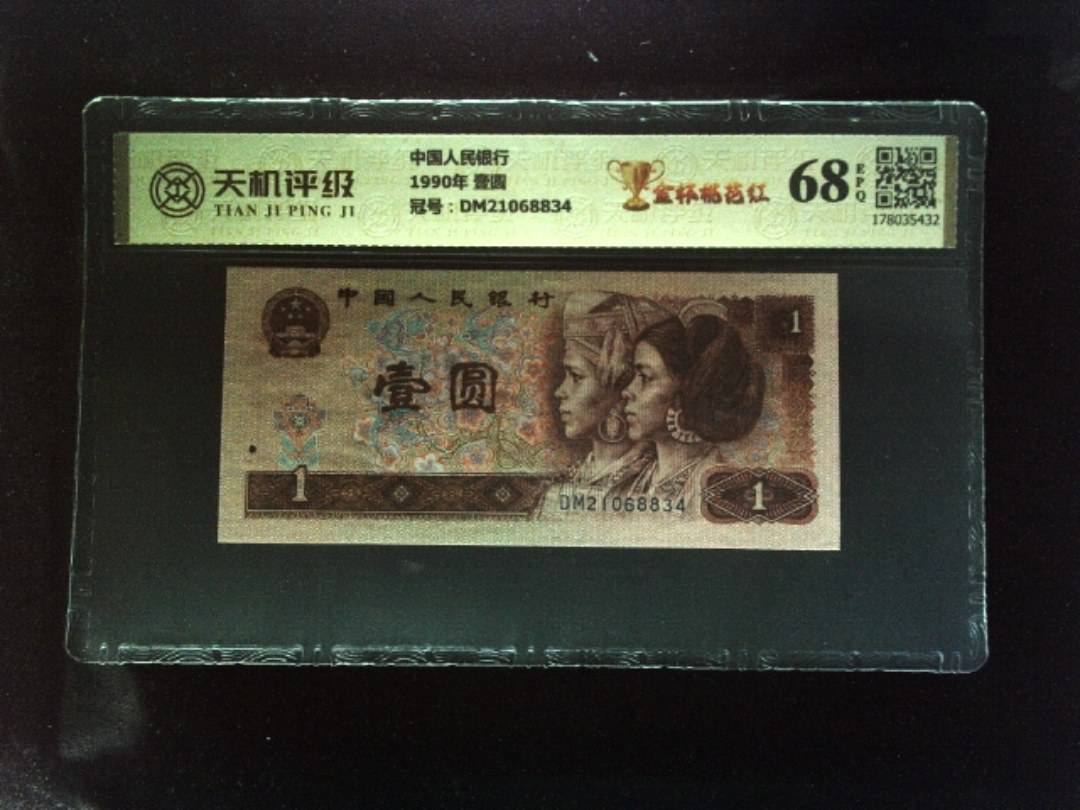 天机评级
TIAN JI PING JI
中国人民银行
1990年 壹圆
冠号：DM21068834
金杯桃花红
68
EPQ
178035432
中國人民银行
1
壹圆
1
DM21068834
1